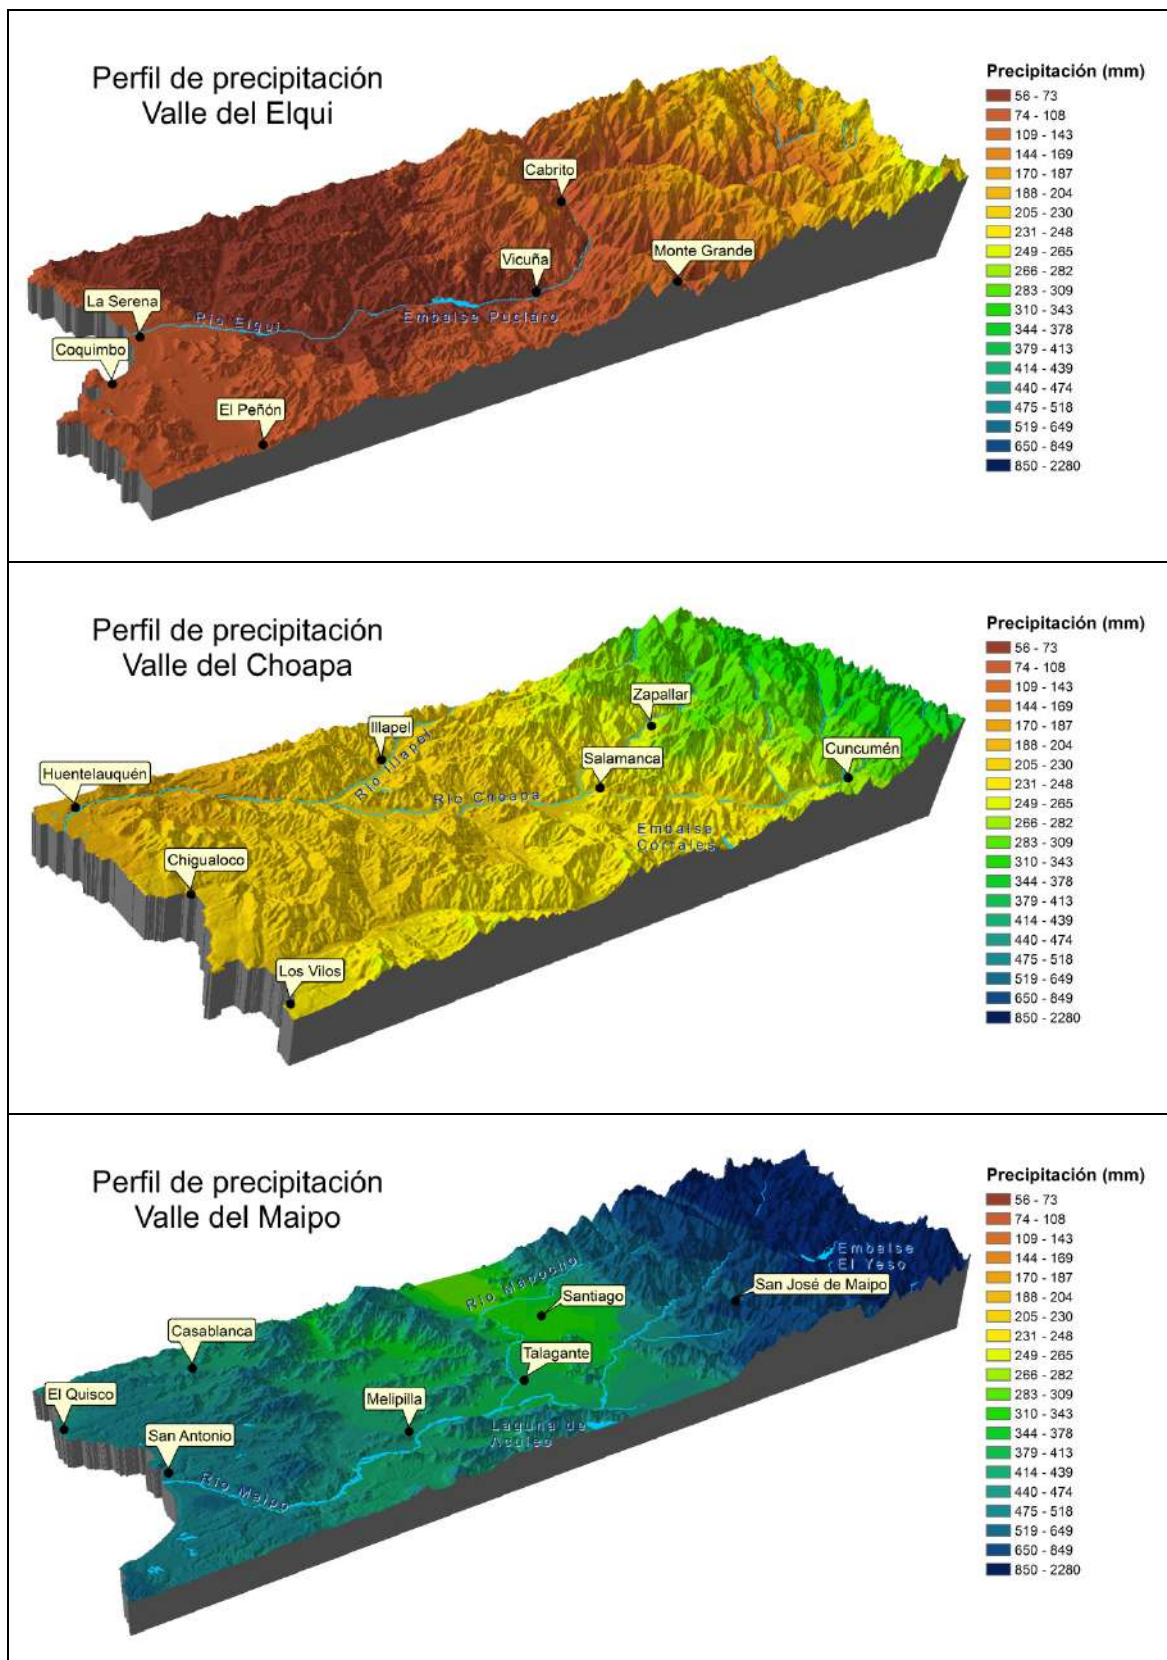 Perfil de precipitación
Valle del Elqui
Cabrito
Vicuña
Monte Grande
La Serena
Río Elqui
Embalse Puclaro
Coquimbo
El Peñón
Precipitación (mm)
56 - 73
74 - 108
109 - 143
144 - 169
170 - 187
188 - 204
205 - 230
231 - 248
249 - 265
266 - 282
283 - 309
310 - 343
344 - 378
379 - 413
414 - 439
440 - 474
475 - 518
519 - 649
650 - 849
850 - 2280
Perfil de precipitación
Valle del Choapa
Zapallar
Illapel
Río Illapel
Cuncumén
Salamanca
Huentelauquén
Río Choapa
Embalse
Corrales
Chigualoco
Los Vilos
Precipitación (mm)
56 - 73
74 - 108
109 - 143
144 - 169
170 - 187
188 - 204
205 - 230
231 - 248
249 - 265
266 - 282
283 - 309
310 - 343
344 - 378
379 - 413
414 - 439
440 - 474
475 - 518
519 - 649
650 - 849
850 - 2280
Perfil de precipitación
Valle del Maipo
Embalse
El Yeso
Río Mapocho
San José de Maipo
Santiago
Casablanca
Talagante
El Quisco
Melipilla
Laguna de
Aculeo
San Antonio
Río Maipo
Precipitación (mm)
56 - 73
74 - 108
109 - 143
144 - 169
170 - 187
188 - 204
205 - 230
231 - 248
249 - 265
266 - 282
283 - 309
310 - 343
344 - 378
379 - 413
414 - 439
440 - 474
475 - 518
519 - 649
650 - 849
850 - 2280